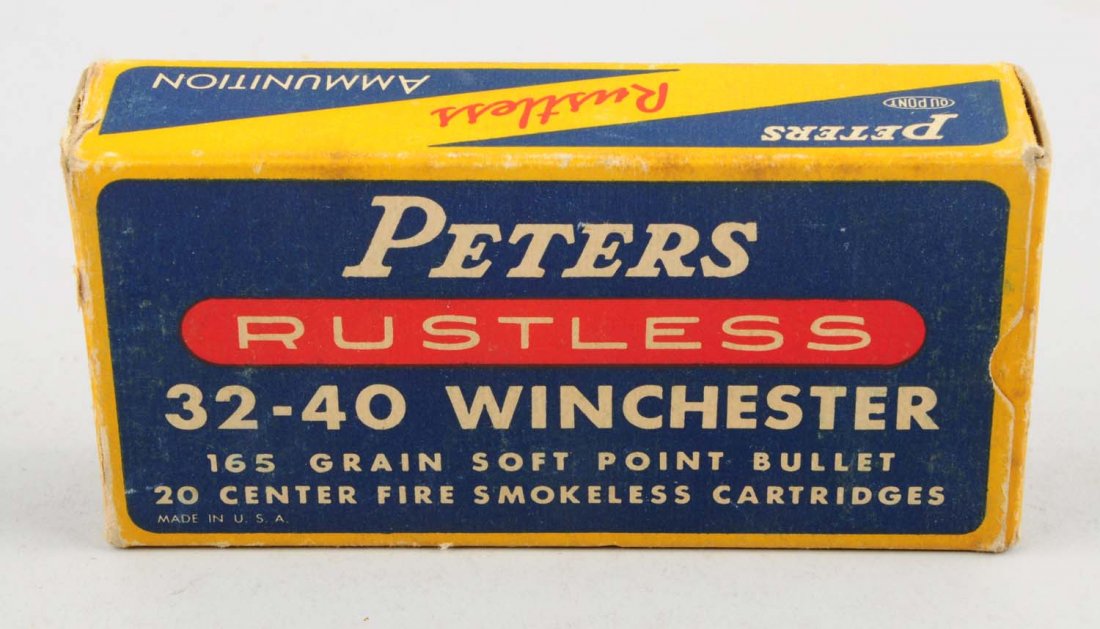 PETERS
DU PONT
Rustless
AMMUNITION
PETERS
RUSTLESS
32-40 WINCHESTER
165 GRAIN SOFT POINT BULLET
20 CENTER FIRE SMOKELESS CARTRIDGES
MADE IN U. S. A.